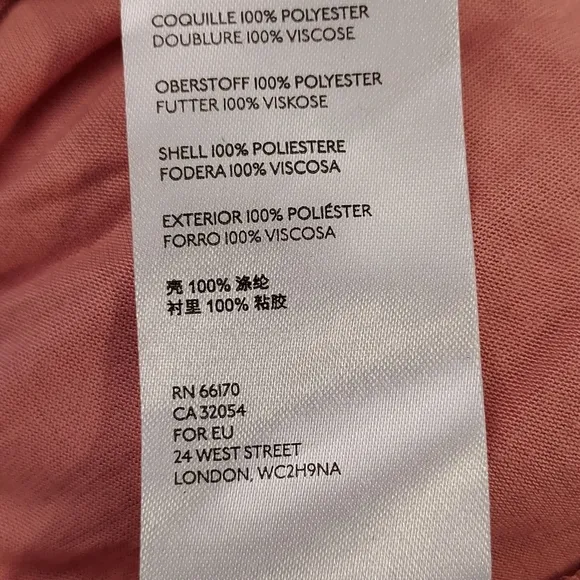 COQUILLE 100% POLYESTER
DOUBLURE 100% VISCOSE
OBERSTOFF 100% POLYESTER
FUTTER 100% VISKOSE
SHELL 100% POLIESTERE
FODERA 100% VISCOSA
EXTERIOR 100% POLIÉSTER
FORRO 100% VISCOSA
壳 100% 涤纶
衬里 100% 粘胶
RN 66170
CA 32054
FOR EU
24 WEST STREET
LONDON, WC2H9NA